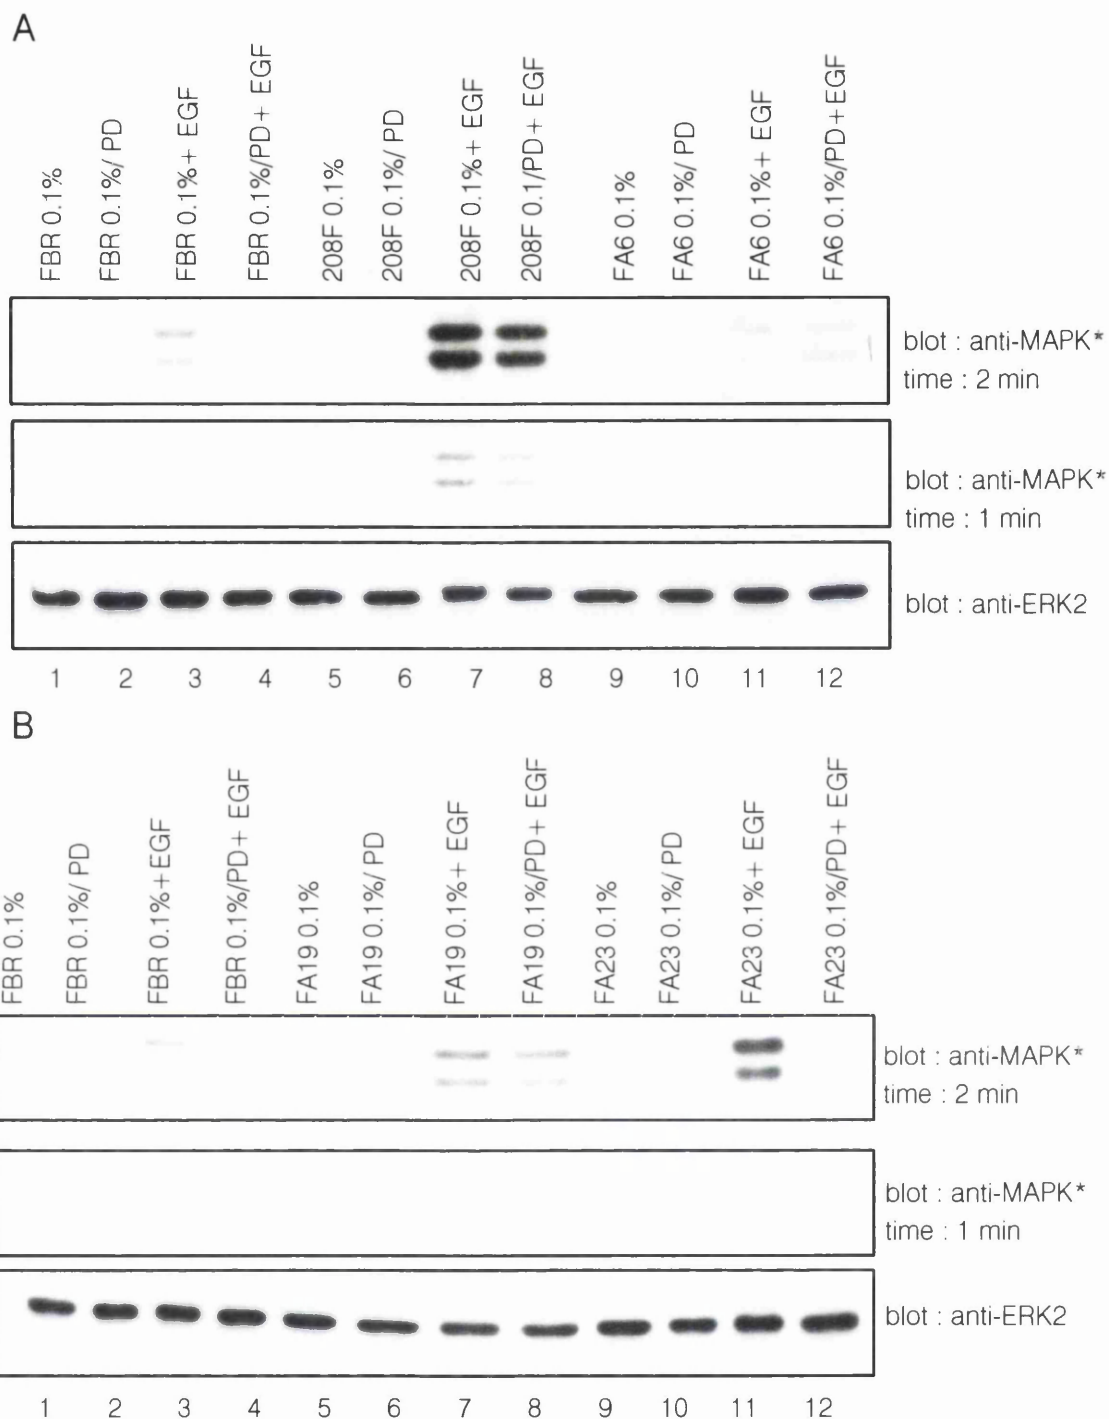 A
FBR 0.1%
FBR 0.1%/ PD
FBR 0.1%+ EGF
FBR 0.1%/PD+ EGF
208F 0.1%
208F 0.1%/ PD
208F 0.1%+ EGF
208F 0.1/PD+ EGF
FA6 0.1%
FA6 0.1%/ PD
FA6 0.1%+ EGF
FA6 0.1%/PD+EGF
blot : anti-MAPK*
time : 2 min
blot : anti-MAPK*
time : 1 min
blot : anti-ERK2
1 2 3 4 5 6 7 8 9 10 11 12
B
FBR 0.1%
FBR 0.1%/ PD
FBR 0.1%+EGF
FBR 0.1%/PD+ EGF
FA19 0.1%
FA19 0.1%/ PD
FA19 0.1%+ EGF
FA19 0.1%/PD+ EGF
FA23 0.1%
FA23 0.1%/ PD
FA23 0.1%+ EGF
FA23 0.1%/PD+ EGF
blot : anti-MAPK*
time : 2 min
blot : anti-MAPK*
time : 1 min
blot : anti-ERK2
1 2 3 4 5 6 7 8 9 10 11 12